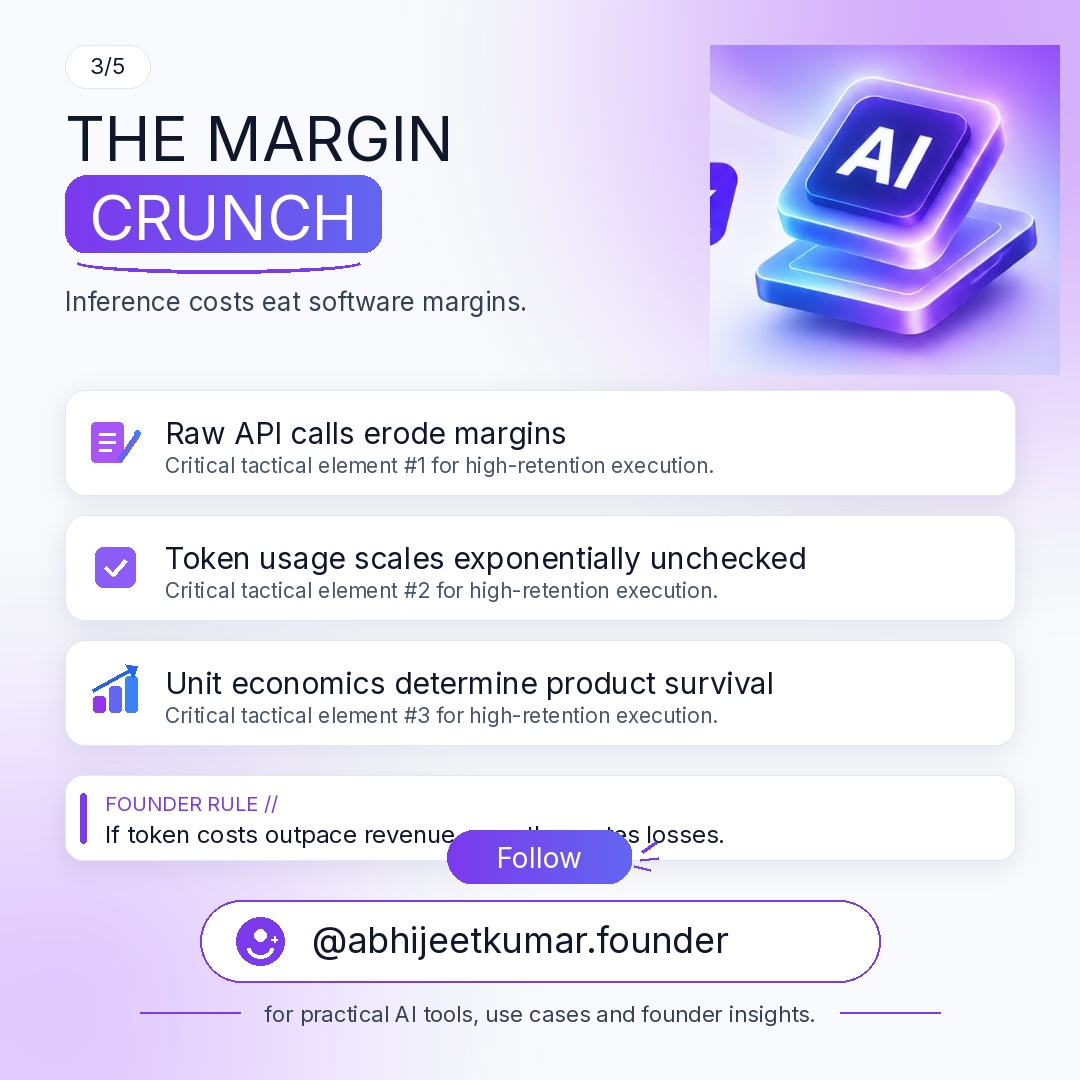 3/5
THE MARGIN
CRUNCH
Inference costs eat software margins.
AI
Raw API calls erode margins
Critical tactical element #1 for high-retention execution.
Token usage scales exponentially unchecked
Critical tactical element #2 for high-retention execution.
Unit economics determine product survival
Critical tactical element #3 for high-retention execution.
FOUNDER RULE //
If token costs outpace revenue losses.
Follow
@abhijeetkumar.founder
for practical AI tools, use cases and founder insights.